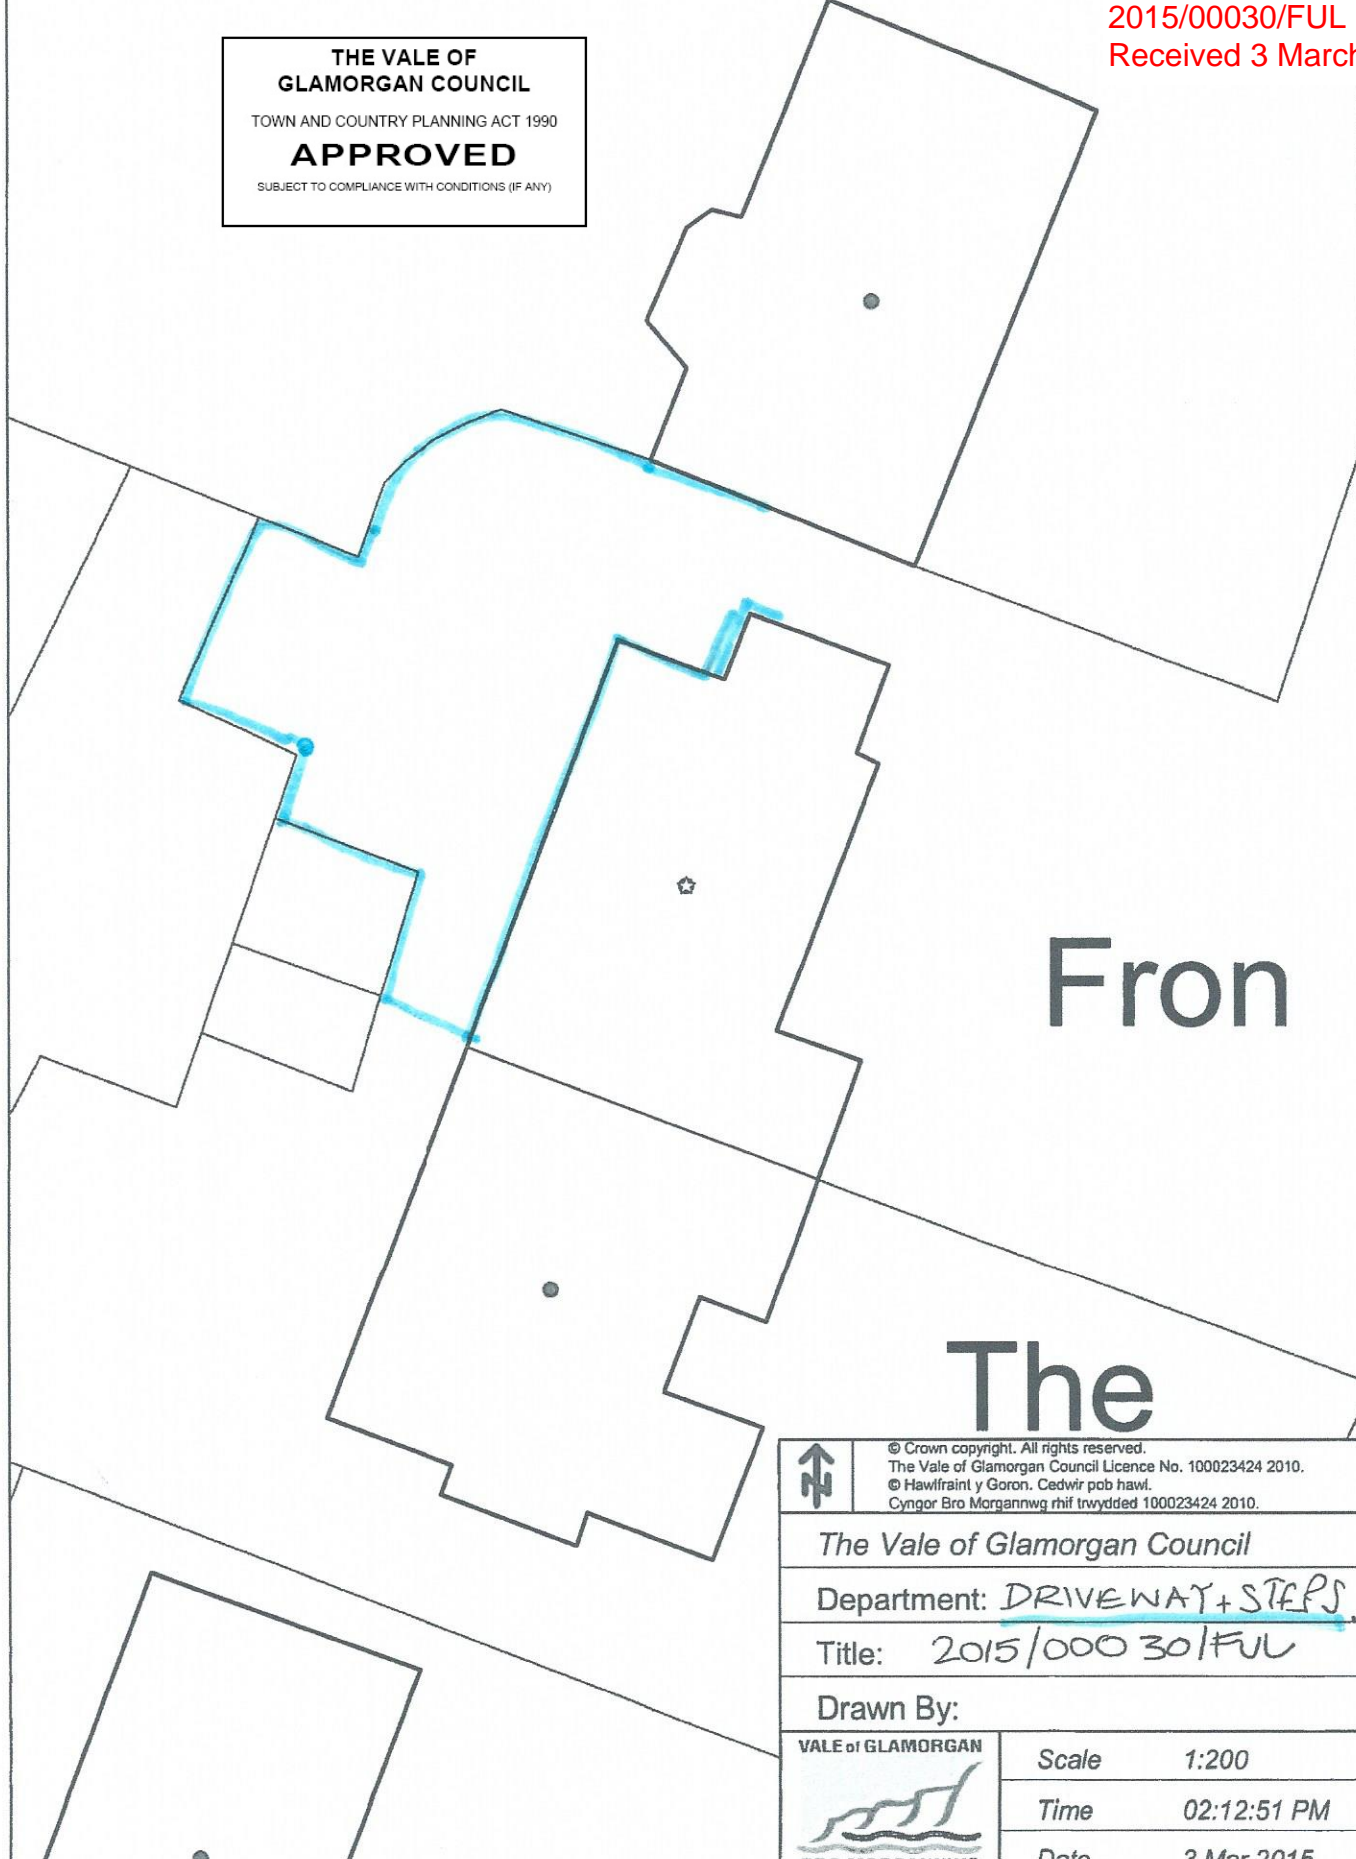 2015/00030/FUL
Received 3 March
THE VALE OF
GLAMORGAN COUNCIL
TOWN AND COUNTRY PLANNING ACT 1990
APPROVED
SUBJECT TO COMPLIANCE WITH CONDITIONS (IF ANY)
Fron
The
N
© Crown copyright. All rights reserved.
The Vale of Glamorgan Council Licence No. 100023424 2010.
© Hawlfraint y Goron. Cedwir pob hawl.
Cyngor Bro Morgannwg rhif trwydded 100023424 2010.
The Vale of Glamorgan Council
Department: DRIVEWAY + STEPS.
Title: 2015/00030/FUL
Drawn By:
VALE of GLAMORGAN
Scale 1:200
Time 02:12:51 PM
Date 3 Mar 2015